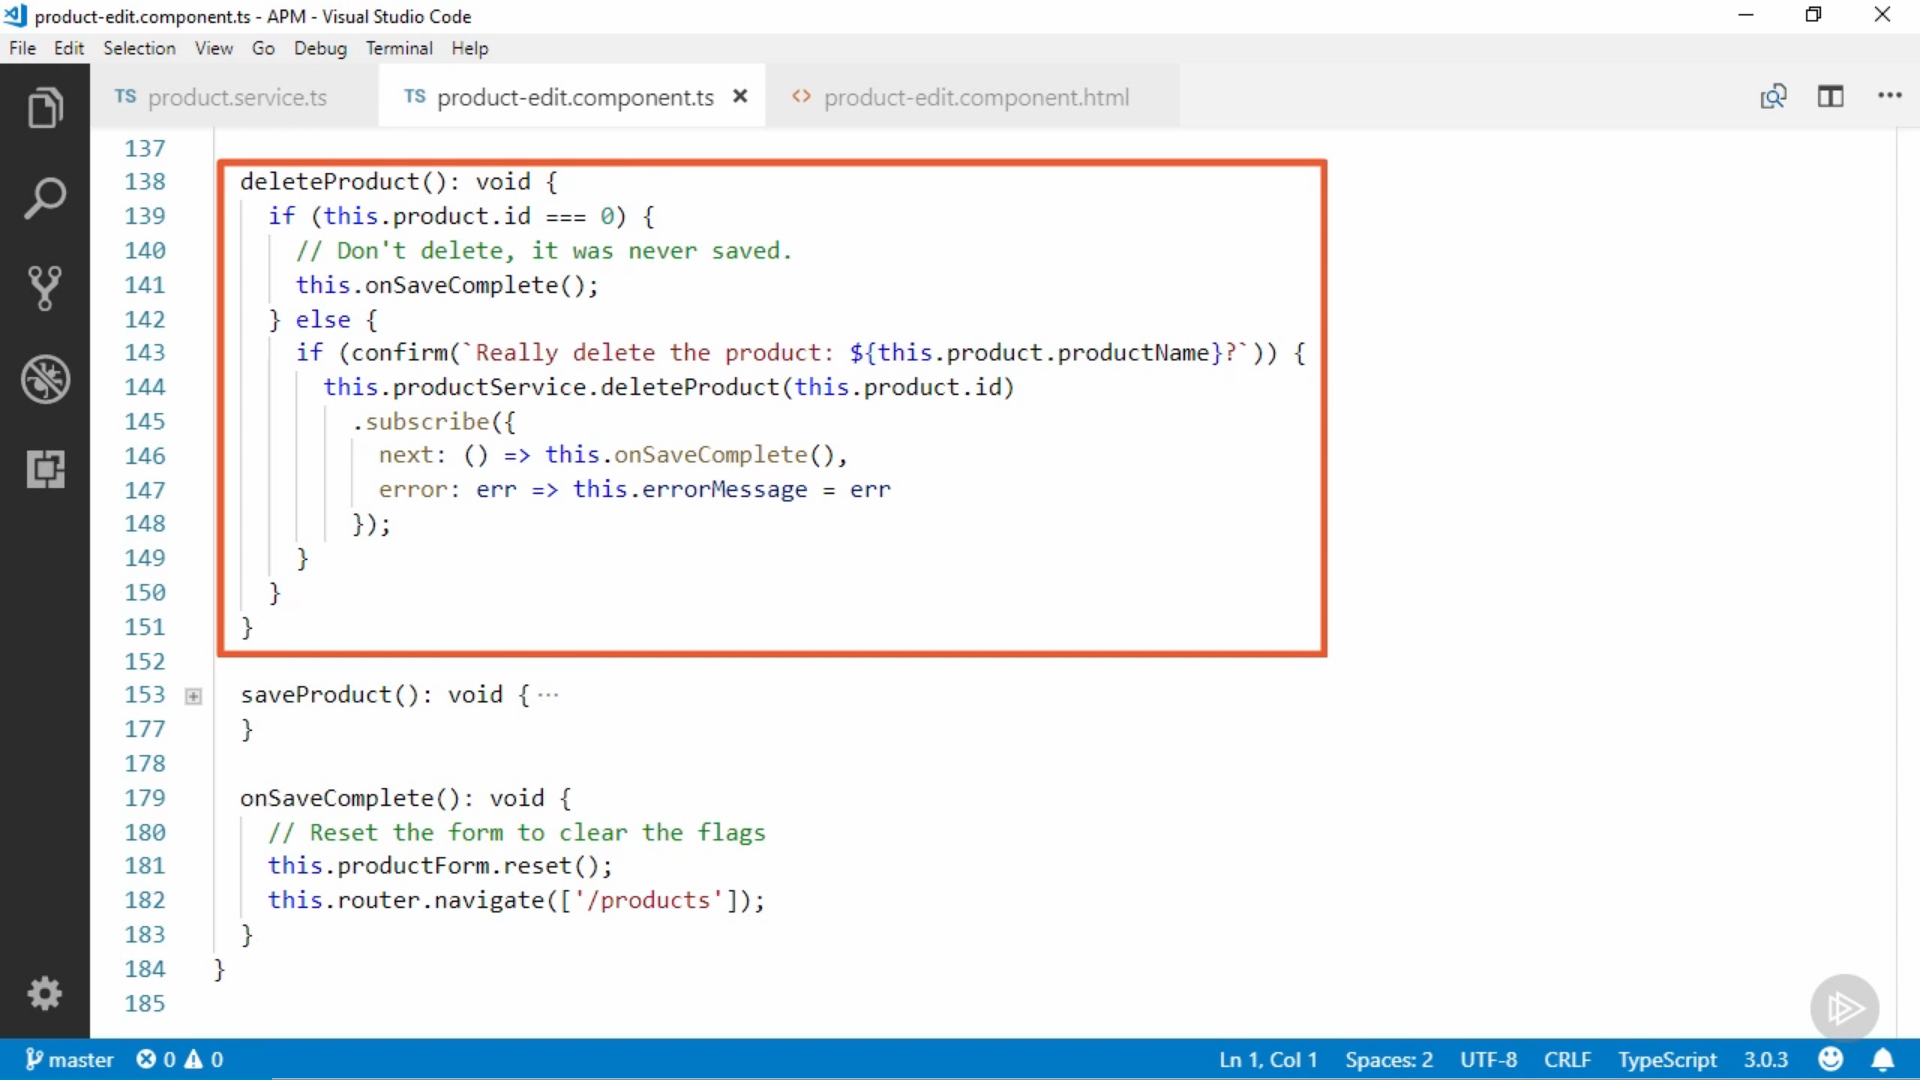 product-edit.component.ts - APM - Visual Studio Code
File Edit Selection View Go Debug Terminal Help
TS product.service.ts TS product-edit.component.ts <> product-edit.component.html
137
138 deleteProduct(): void {
139 if (this.product.id === 0) {
140 // Don't delete, it was never saved.
141 this.onSaveComplete();
142 } else {
143 if (confirm(`Really delete the product: ${this.product.productName}?`)) {
144 this.productService.deleteProduct(this.product.id)
145 .subscribe({
146 next: () => this.onSaveComplete(),
147 error: err => this.errorMessage = err
148 });
149 }
150 }
151 }
152
153 saveProduct(): void { ...
177 }
178
179 onSaveComplete(): void {
180 // Reset the form to clear the flags
181 this.productForm.reset();
182 this.router.navigate(['/products']);
183 }
184 }
185
master 0 0 Ln 1, Col 1 Spaces: 2 UTF-8 CRLF TypeScript 3.0.3